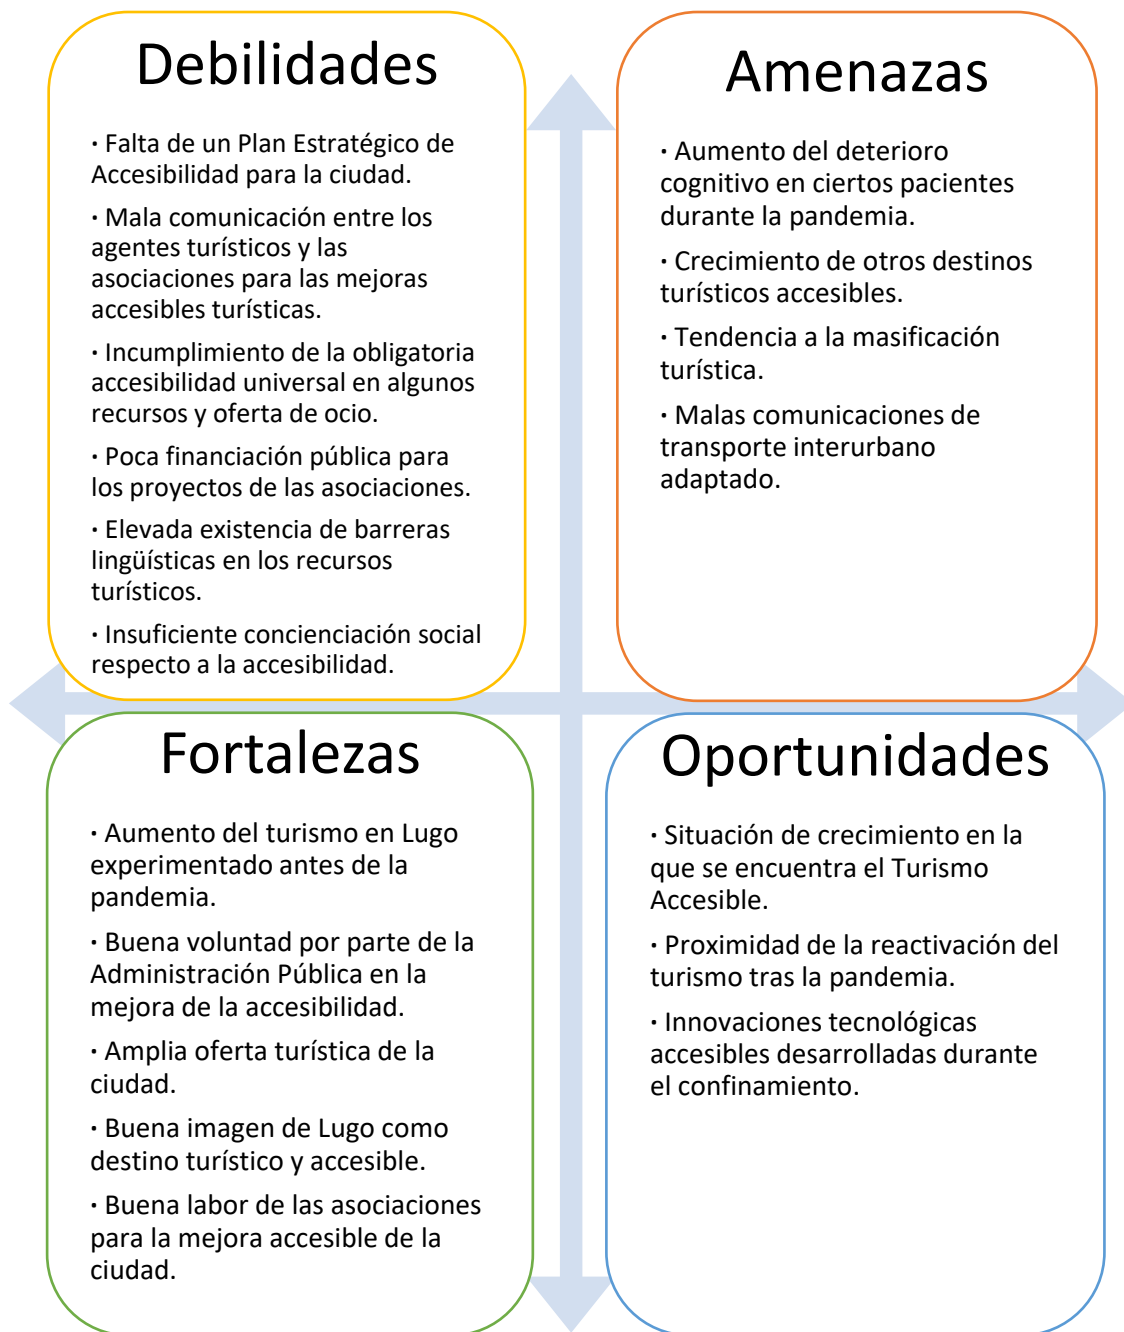 Debilidades
· Falta de un Plan Estratégico de
Accesibilidad para la ciudad.
· Mala comunicación entre los
agentes turísticos y las
asociaciones para las mejoras
accesibles turísticas.
· Incumplimiento de la obligatoria
accesibilidad universal en algunos
recursos y oferta de ocio.
· Poca financiación pública para
los proyectos de las asociaciones.
· Elevada existencia de barreras
lingüísticas en los recursos
turísticos.
· Insuficiente concienciación social
respecto a la accesibilidad.
Amenazas
· Aumento del deterioro
cognitivo en ciertos pacientes
durante la pandemia.
· Crecimiento de otros destinos
turísticos accesibles.
· Tendencia a la masificación
turística.
· Malas comunicaciones de
transporte interurbano
adaptado.
Fortalezas
· Aumento del turismo en Lugo
experimentado antes de la
pandemia.
· Buena voluntad por parte de la
Administración Pública en la
mejora de la accesibilidad.
· Amplia oferta turística de la
ciudad.
· Buena imagen de Lugo como
destino turístico y accesible.
· Buena labor de las asociaciones
para la mejora accesible de la
ciudad.
Oportunidades
· Situación de crecimiento en la
que se encuentra el Turismo
Accesible.
· Proximidad de la reactivación del
turismo tras la pandemia.
· Innovaciones tecnológicas
accesibles desarrolladas durante
el confinamiento.